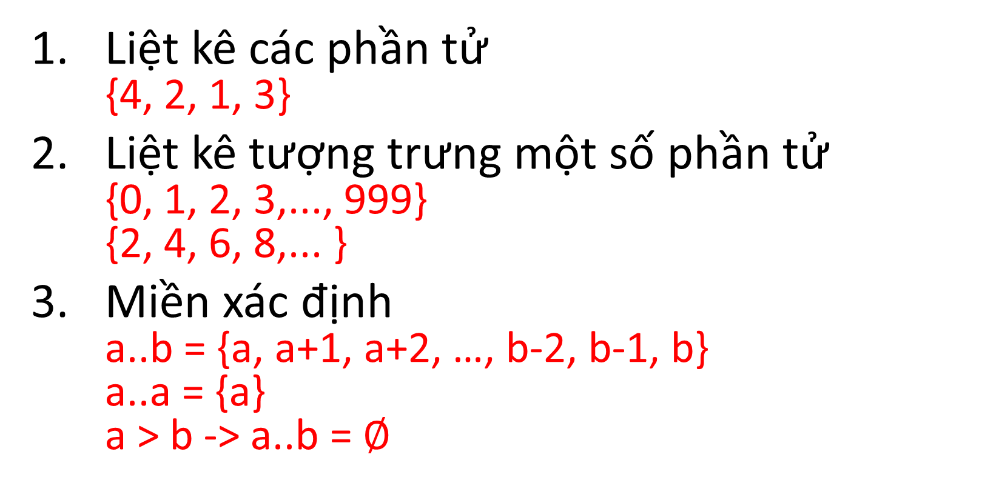 1. Liệt kê các phần tử
{4, 2, 1, 3}
2. Liệt kê tượng trưng một số phần tử
{0, 1, 2, 3,..., 999}
{2, 4, 6, 8,... }
3. Miền xác định
a..b = {a, a+1, a+2, ..., b-2, b-1, b}
a..a = {a}
a > b -> a..b = ∅